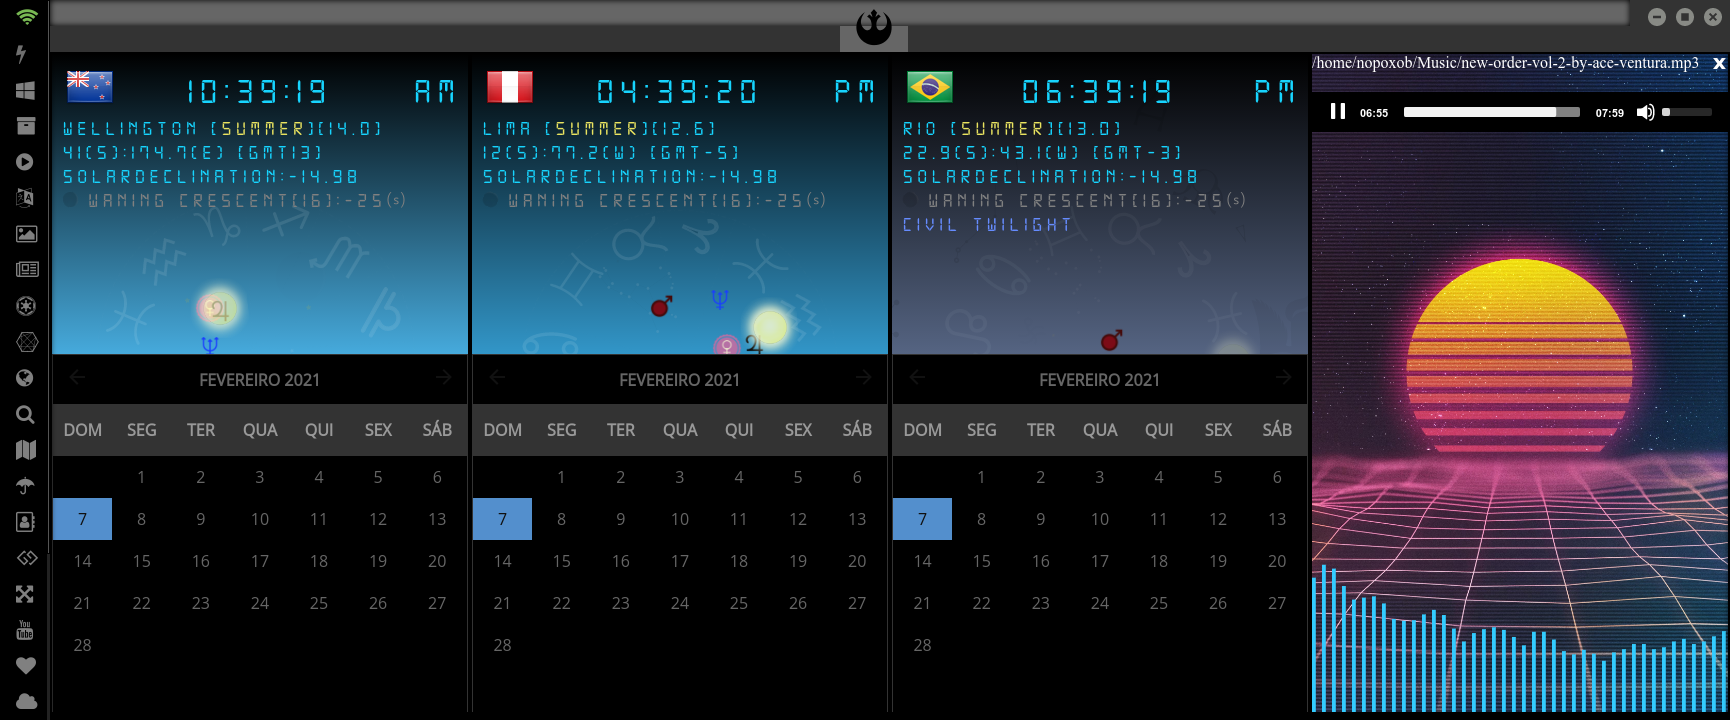 10:39:19 AM
WELLINGTON [SUMMER][14.0]
41(S):174.7(E) [GMT13]
SOLARDECLINATION:-14.98
WANING CRESCENT[16]:-25(s)
FEVEREIRO 2021
DOM SEG TER QUA QUI SEX SÁB
1 2 3 4 5 6
7 8 9 10 11 12 13
14 15 16 17 18 19 20
21 22 23 24 25 26 27
28
04:39:20 PM
LIMA [SUMMER][12.6]
12(S):77.2(W) [GMT-5]
SOLARDECLINATION:-14.98
WANING CRESCENT[16]:-25(s)
FEVEREIRO 2021
DOM SEG TER QUA QUI SEX SÁB
1 2 3 4 5 6
7 8 9 10 11 12 13
14 15 16 17 18 19 20
21 22 23 24 25 26 27
28
06:39:19 PM
RIO [SUMMER][13.0]
22.9(S):43.1(W) [GMT-3]
SOLARDECLINATION:-14.98
WANING CRESCENT[16]:-25(s)
CIVIL TWILIGHT
FEVEREIRO 2021
DOM SEG TER QUA QUI SEX SÁB
1 2 3 4 5 6
7 8 9 10 11 12 13
14 15 16 17 18 19 20
21 22 23 24 25 26 27
28
/home/nopoxob/Music/new-order-vol-2-by-ace-ventura.mp3 x
06:55 07:59
You
Tube